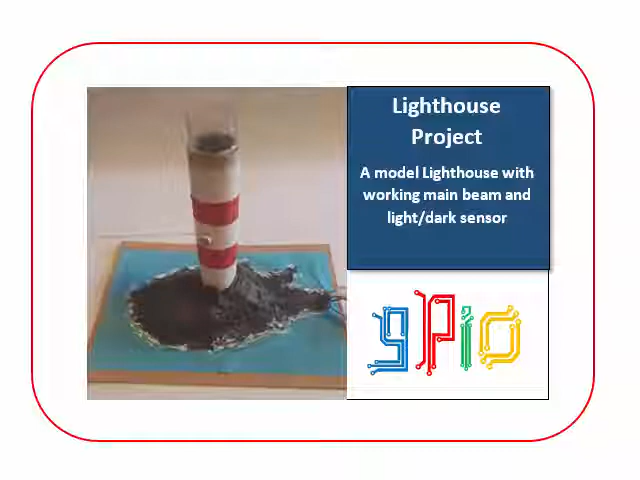 Lighthouse
Project
A model Lighthouse with
working main beam and
light/dark sensor
gPio